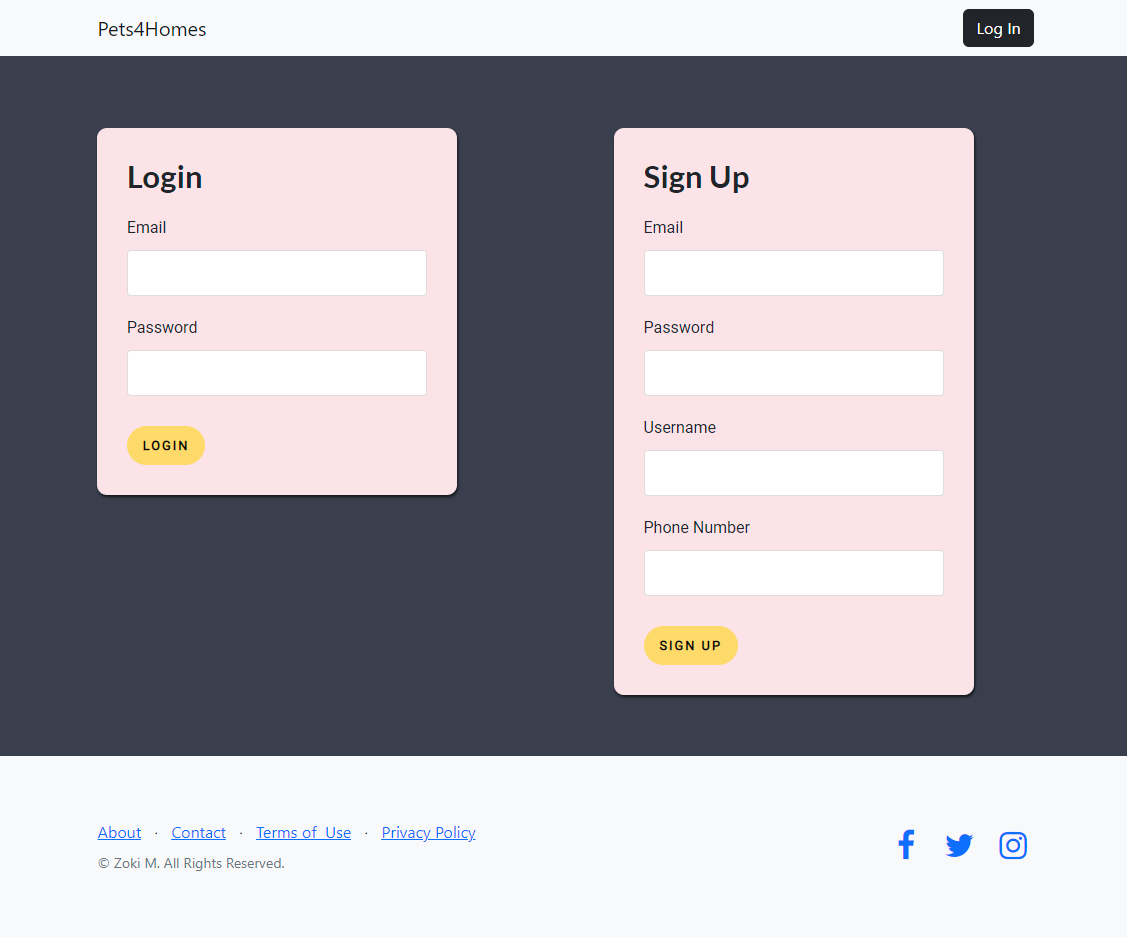 Pets4Homes
Log In
Login
Email
Password
LOGIN
Sign Up
Email
Password
Username
Phone Number
SIGN UP
About · Contact · Terms of Use · Privacy Policy
© Zoki M. All Rights Reserved.